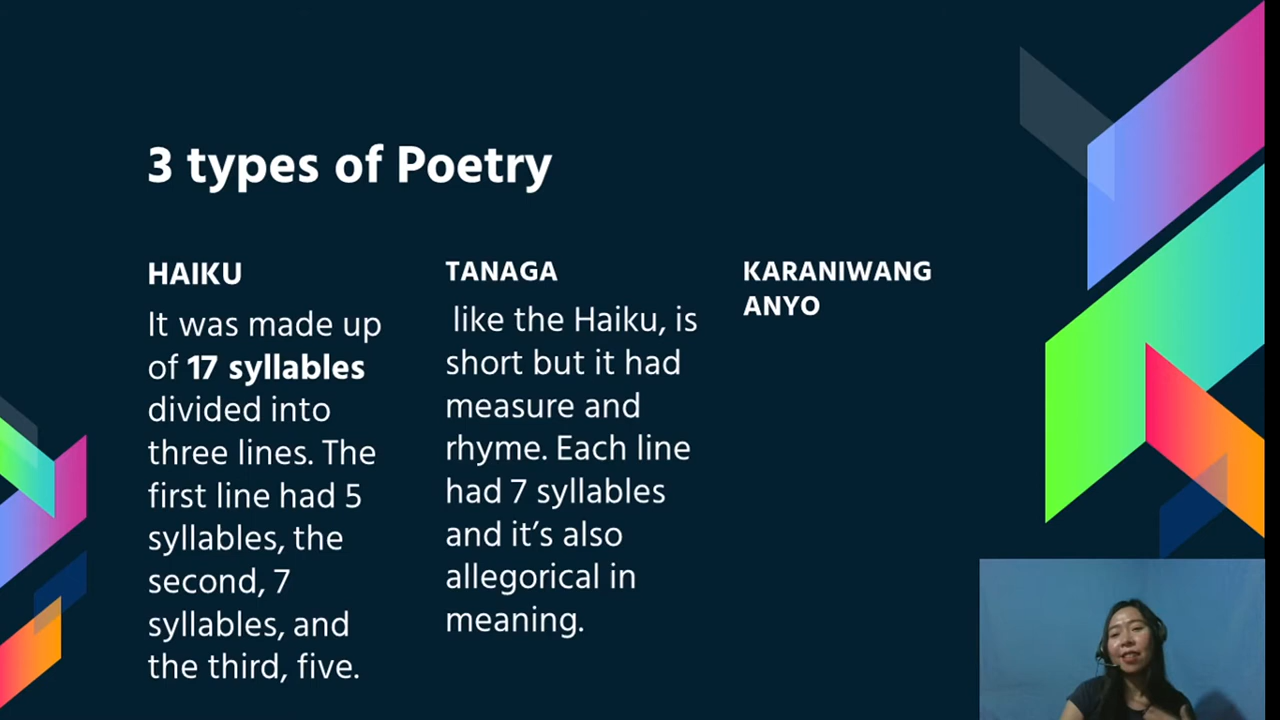 3 types of Poetry
HAIKU
It was made up
of 17 syllables
divided into
three lines. The
first line had 5
syllables, the
second, 7
syllables, and
the third, five.
TANAGA
like the Haiku, is
short but it had
measure and
rhyme. Each line
had 7 syllables
and it’s also
allegorical in
meaning.
KARANIWANG
ANYO